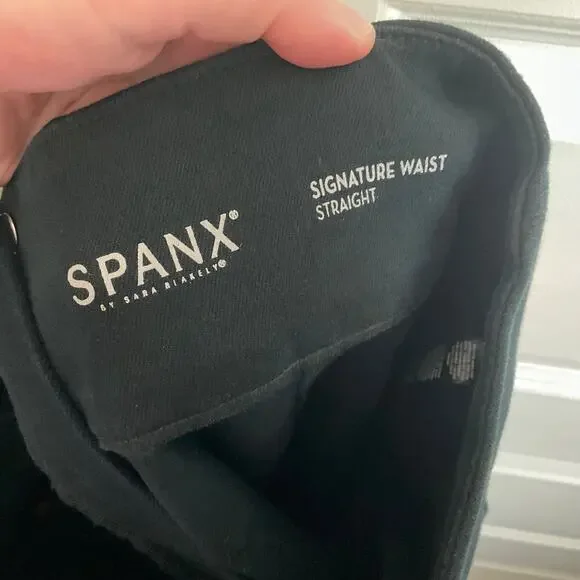 SPANX®
BY SARA BLAKELY®
SIGNATURE WAIST
STRAIGHT